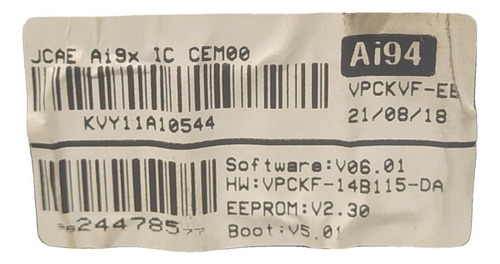 JCAE Ai9x IC CEM00
Ai94
VPCKVF-EB
21/08/18
KVY11A10544
Software:V06.01
HW:VPCKF-14B115-DA
EEPROM:V2.30
Boot:V5.01
244785